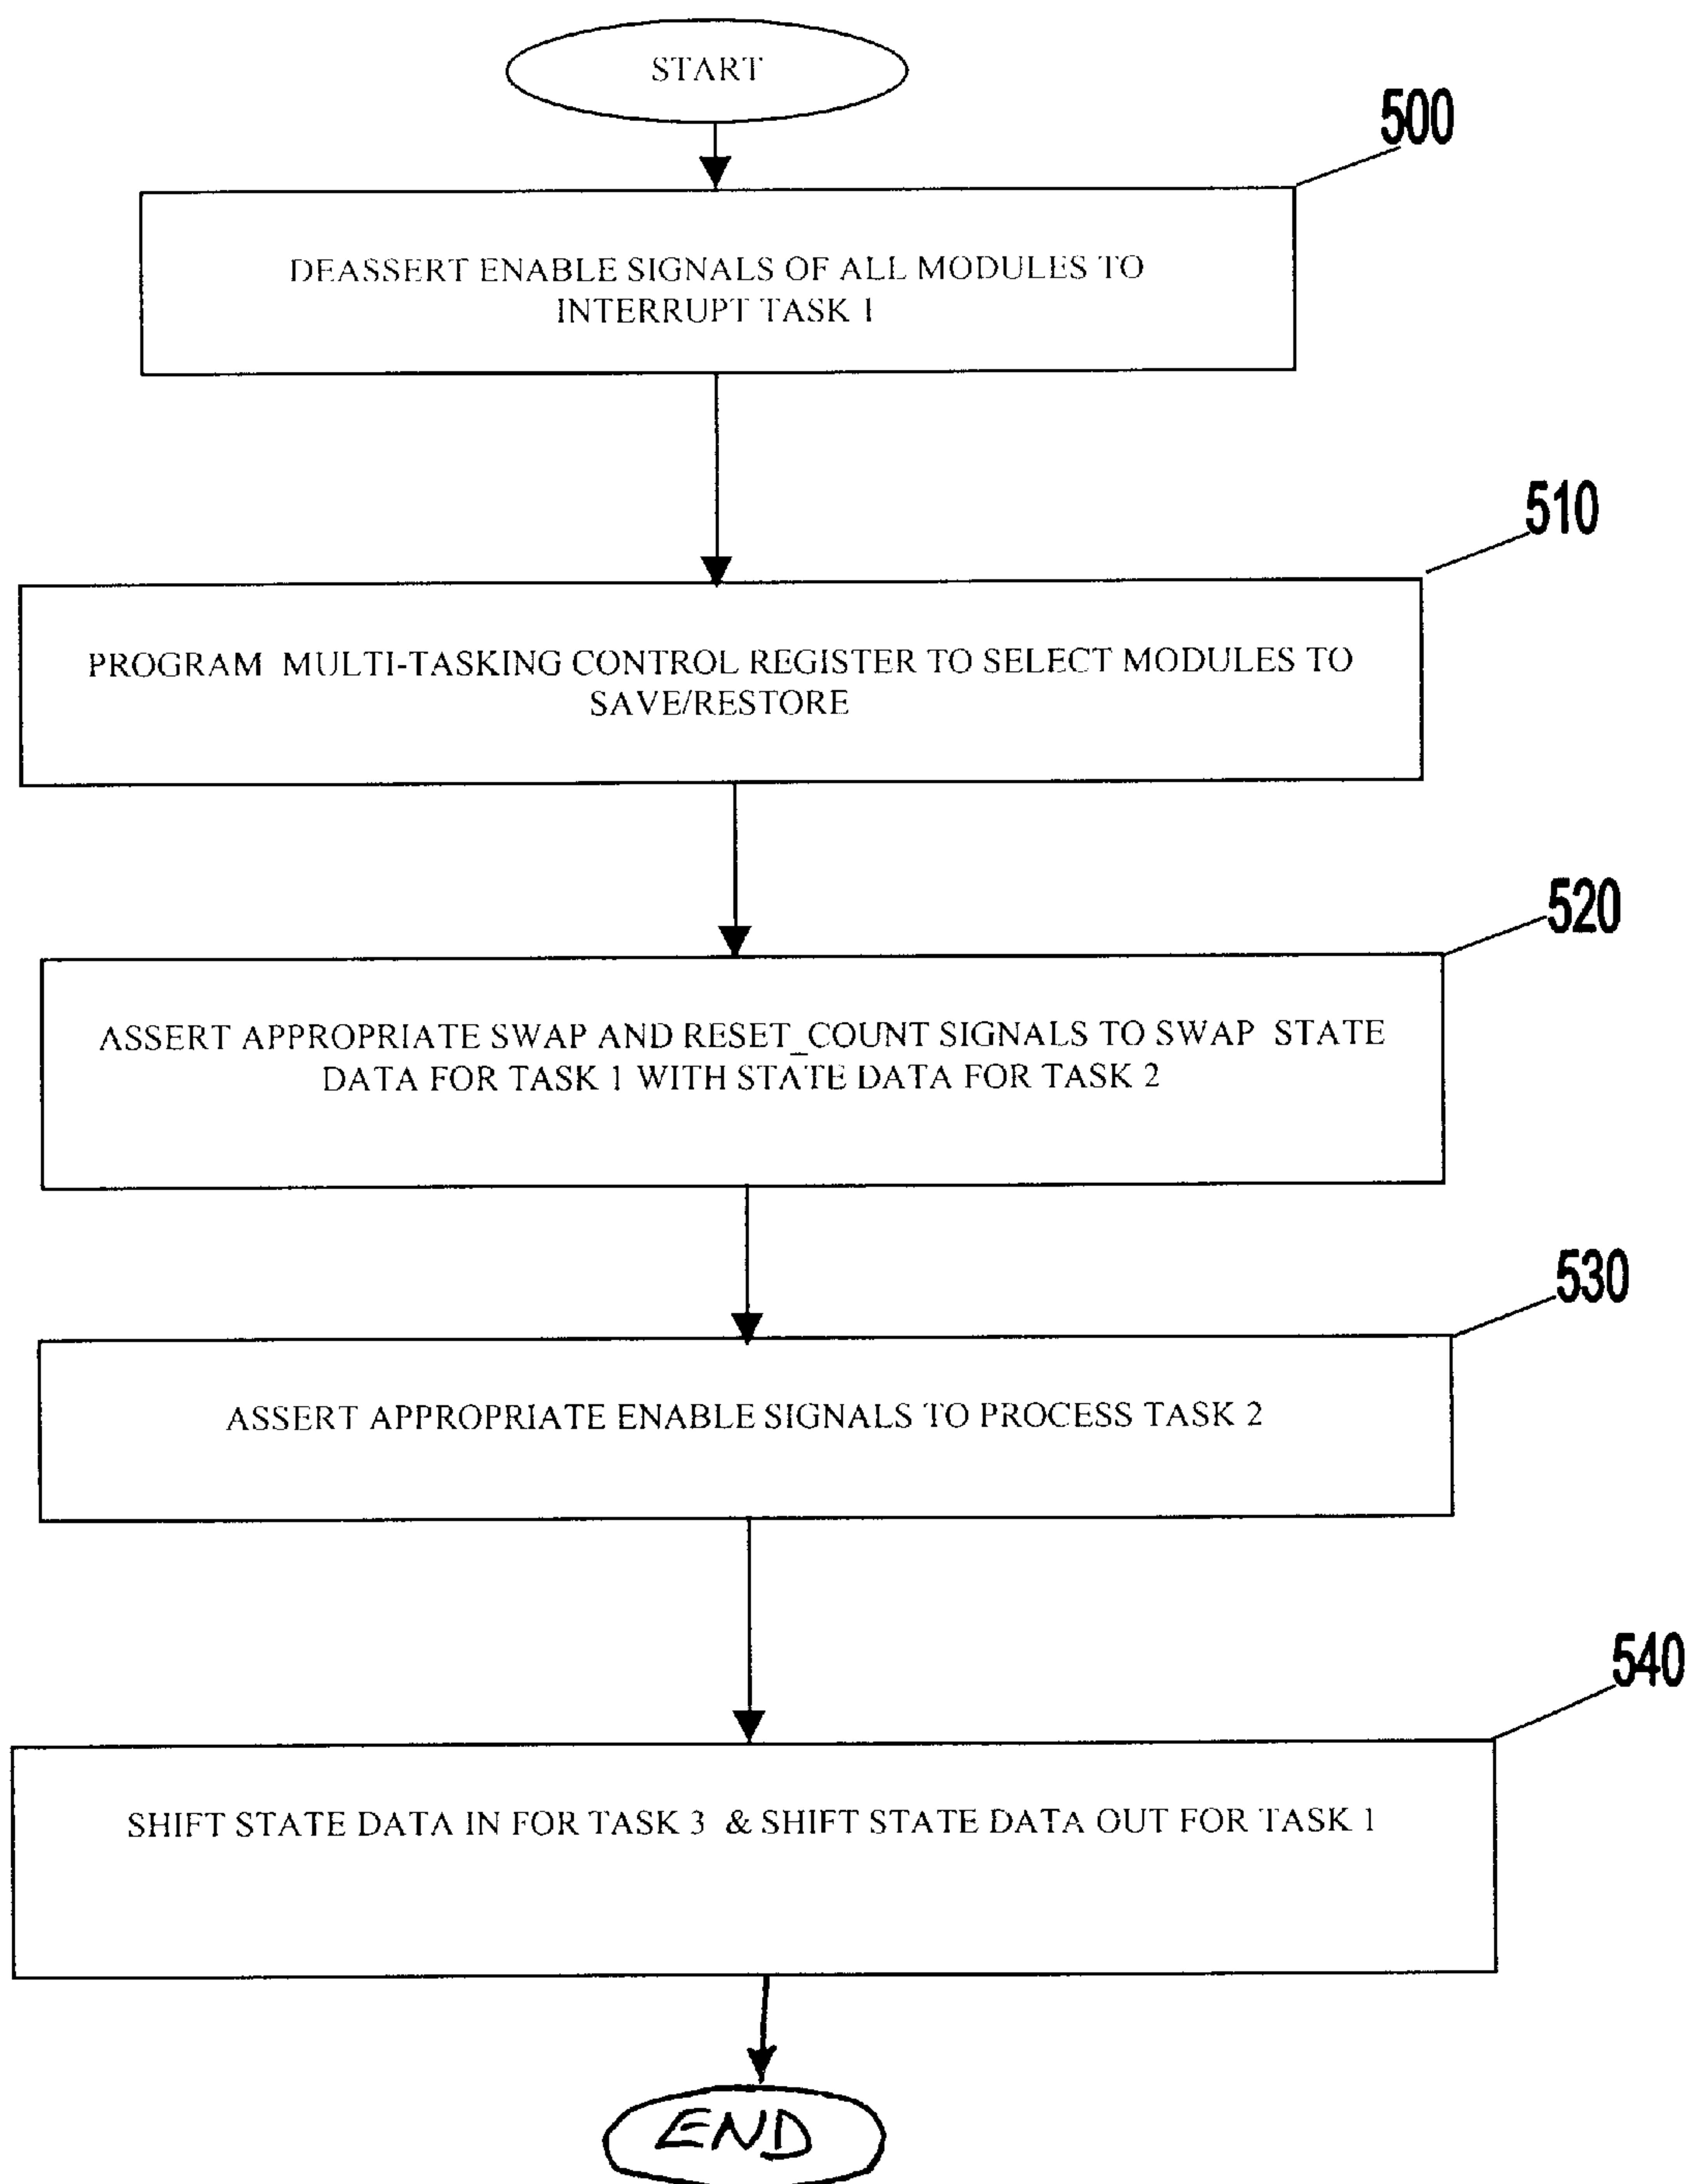 START
500
DEASSERT ENABLE SIGNALS OF ALL MODULES TO
INTERRUPT TASK 1
510
PROGRAM MULTI-TASKING CONTROL REGISTER TO SELECT MODULES TO
SAVE/RESTORE
520
ASSERT APPROPRIATE SWAP AND RESET_COUNT SIGNALS TO SWAP STATE
DATA FOR TASK 1 WITH STATE DATA FOR TASK 2
530
ASSERT APPROPRIATE ENABLE SIGNALS TO PROCESS TASK 2
540
SHIFT STATE DATA IN FOR TASK 3 & SHIFT STATE DATA OUT FOR TASK 1
END